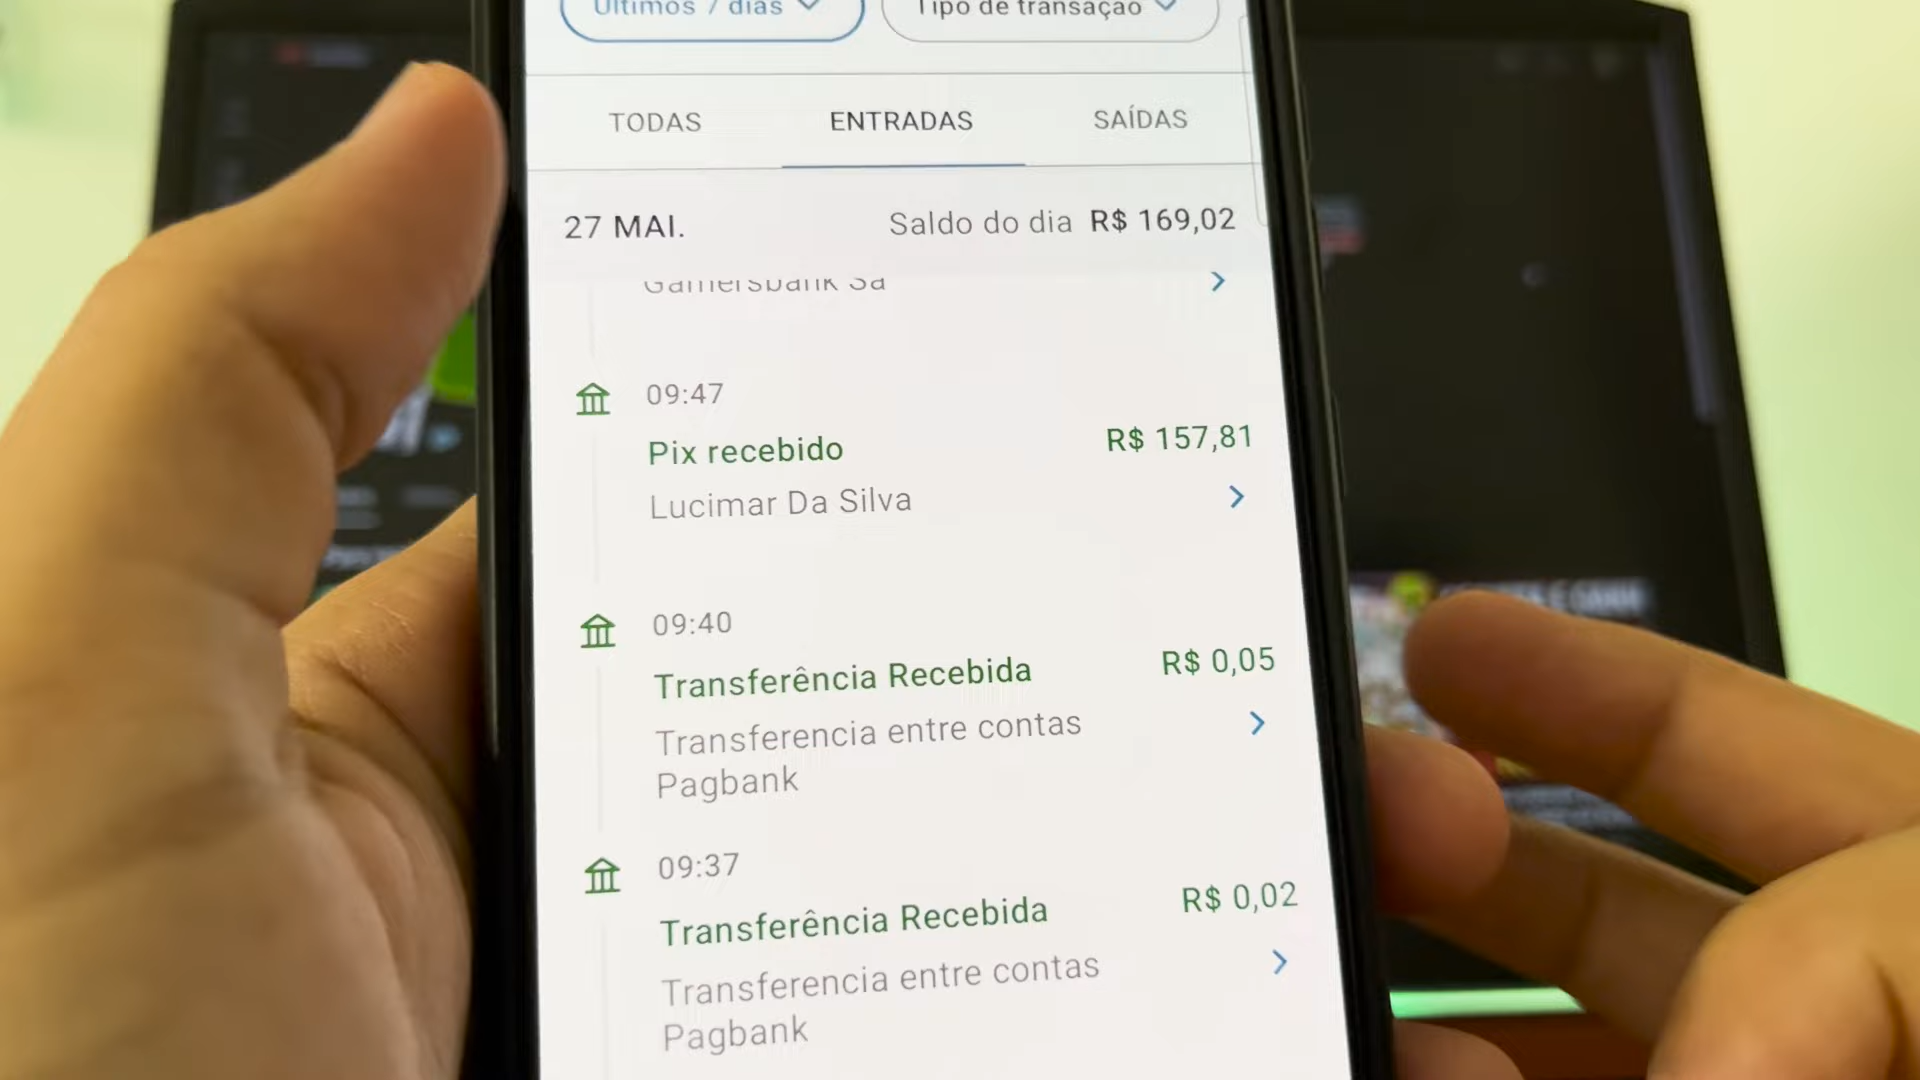 Últimos 7 dias
Tipo de transação
TODAS
ENTRADAS
SAÍDAS
27 MAI.
Saldo do dia R$ 169,02
Gamersbank Sa
09:47
Pix recebido
R$ 157,81
Lucimar Da Silva
09:40
Transferência Recebida
R$ 0,05
Transferencia entre contas
Pagbank
09:37
Transferência Recebida
R$ 0,02
Transferencia entre contas
Pagbank